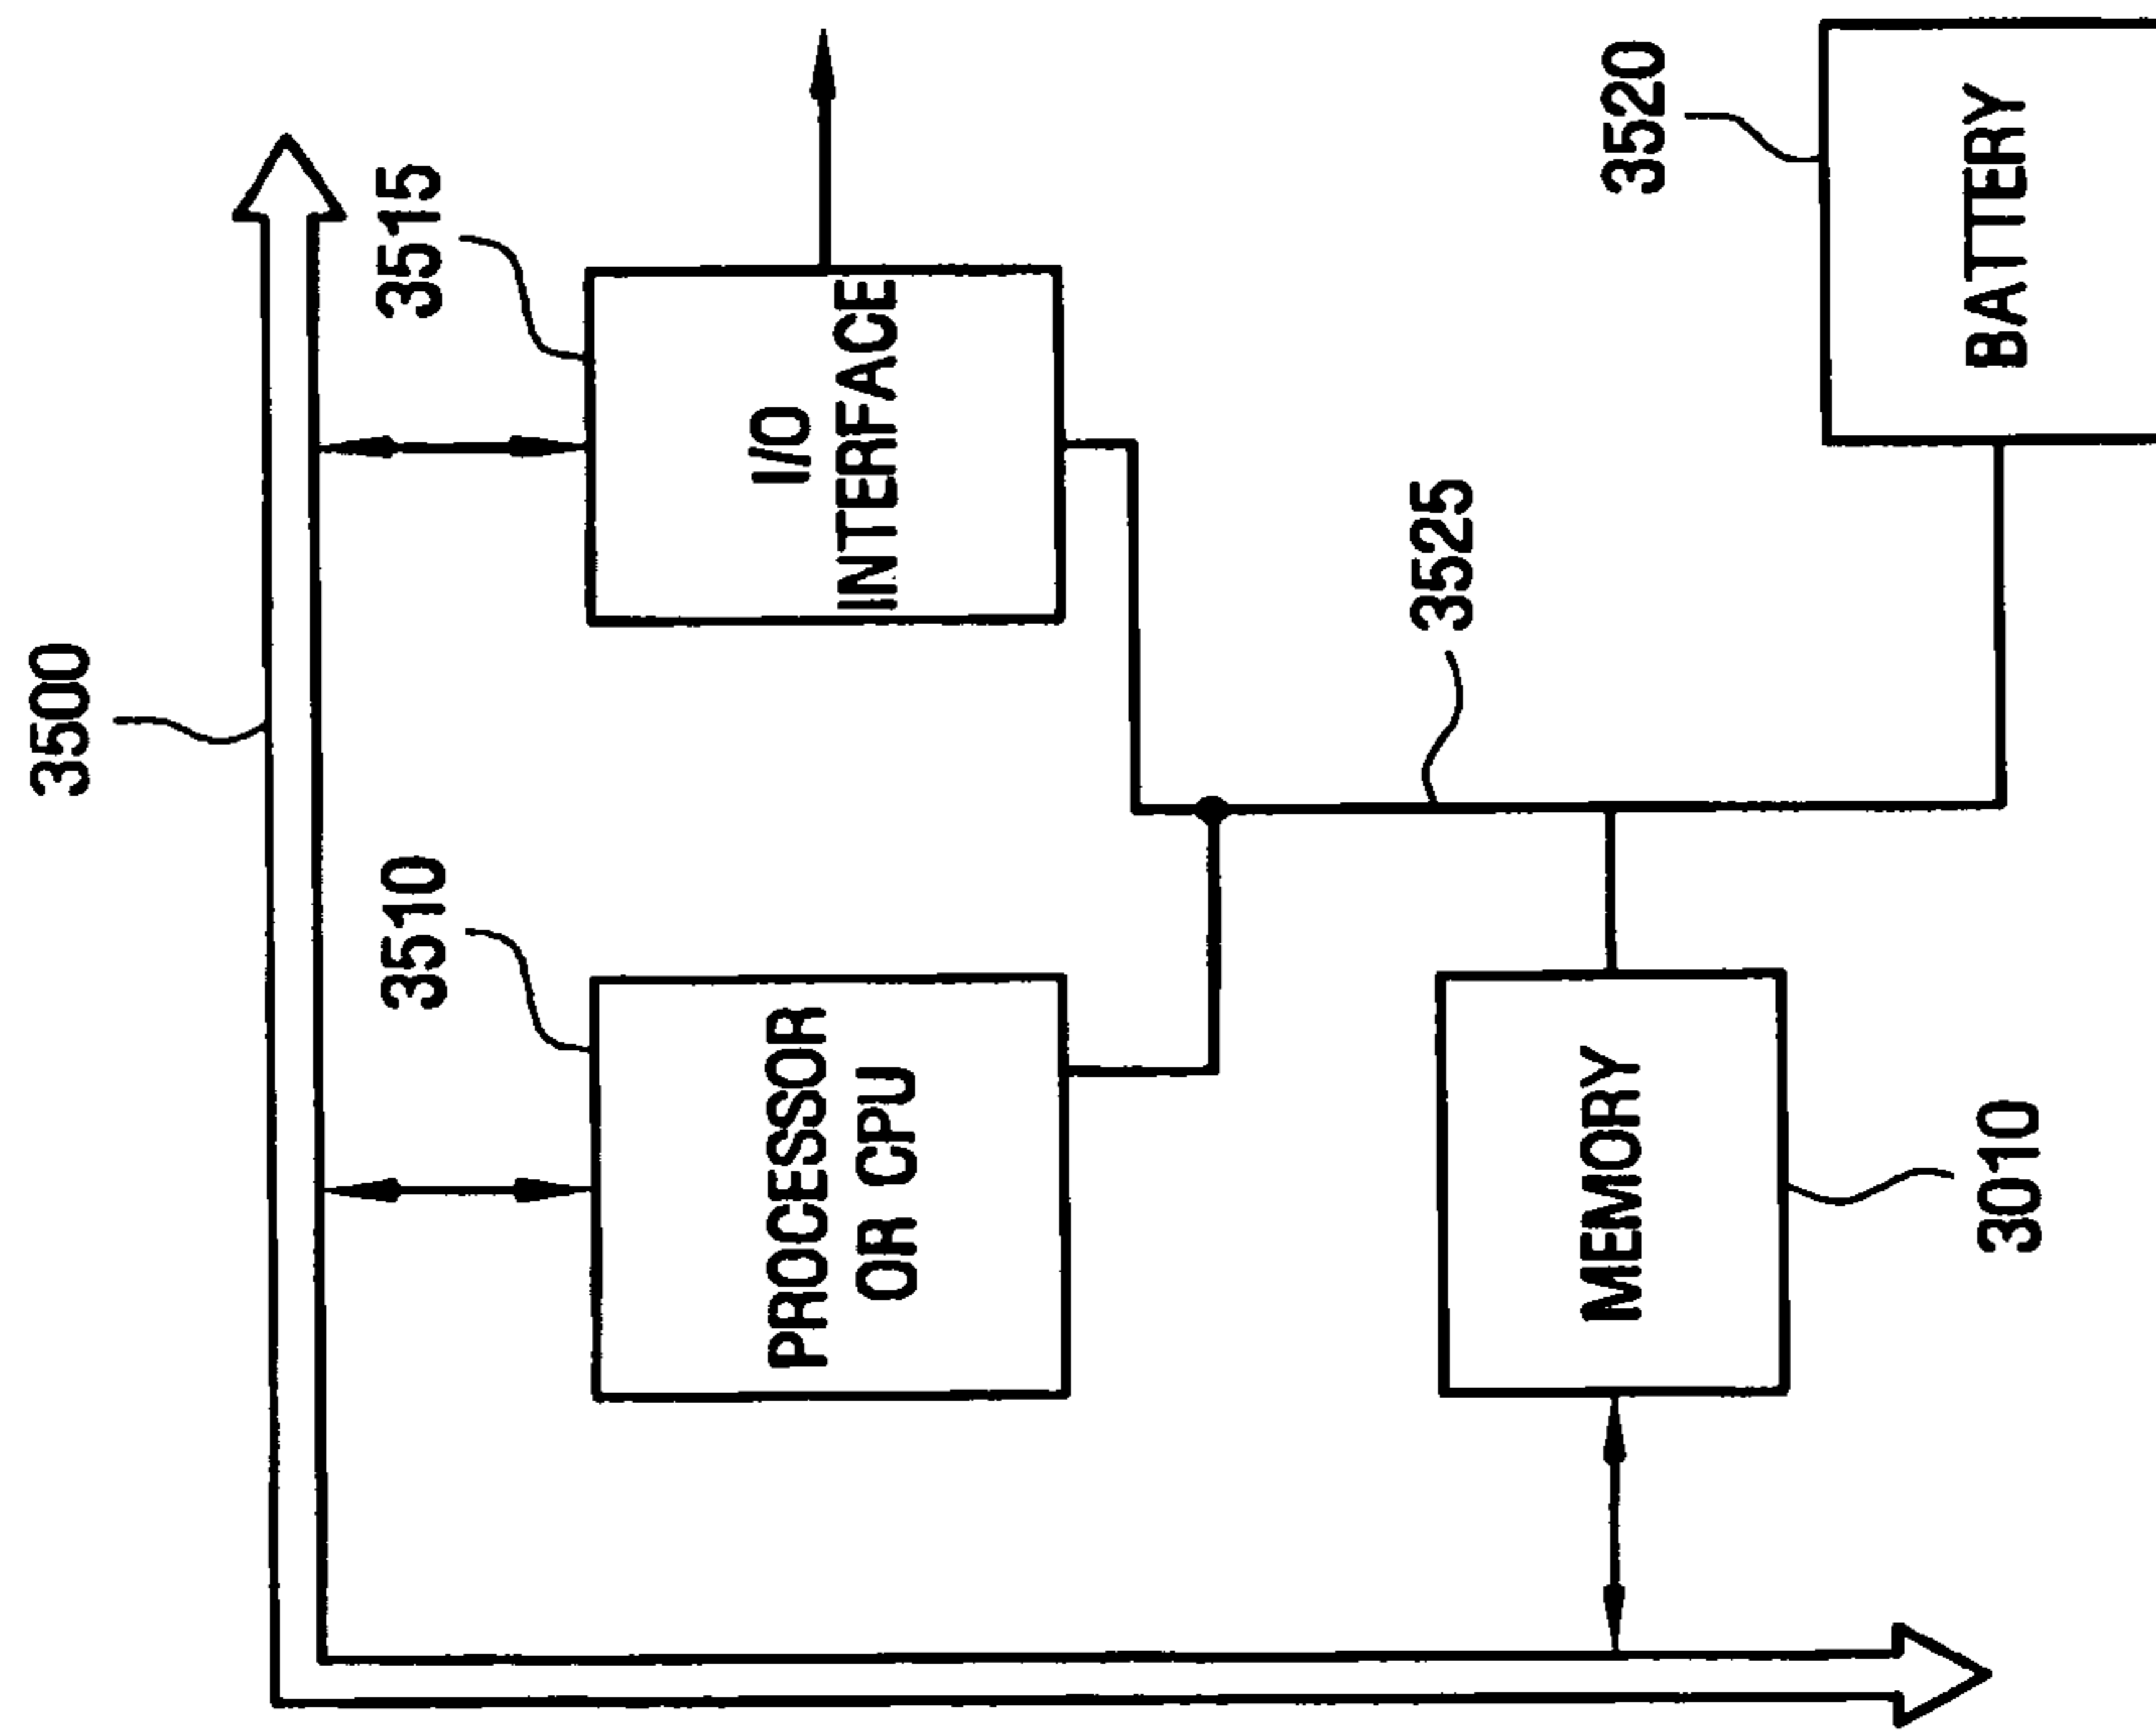 3500
3510
3515
PROCESSOR
OR CPU
I/O
INTERFACE
3525
MEMORY
3010
3520
BATTERY